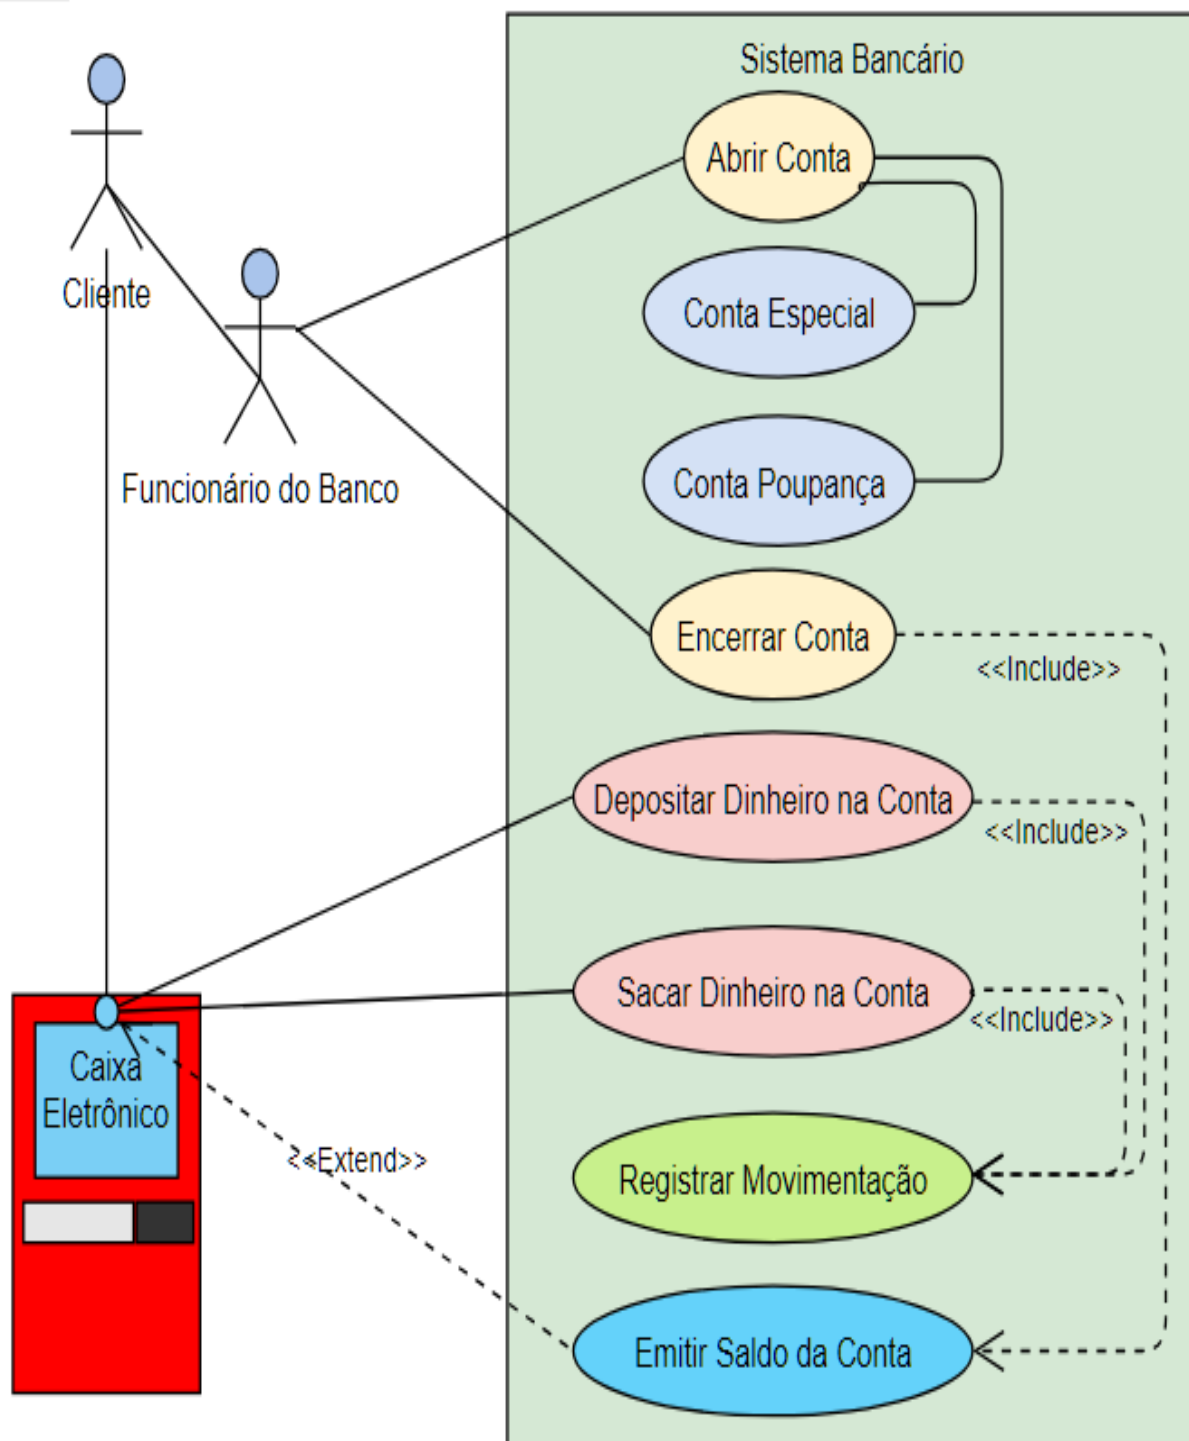 Sistema Bancário
Abrir Conta
Cliente
Conta Especial
Funcionário do Banco
Conta Poupança
Encerrar Conta
<<Include>>
Depositar Dinheiro na Conta
<<Include>>
Sacar Dinheiro na Conta
<<Include>>
Caixa
Eletrônico
<<Extend>>
Registrar Movimentação
Emitir Saldo da Conta